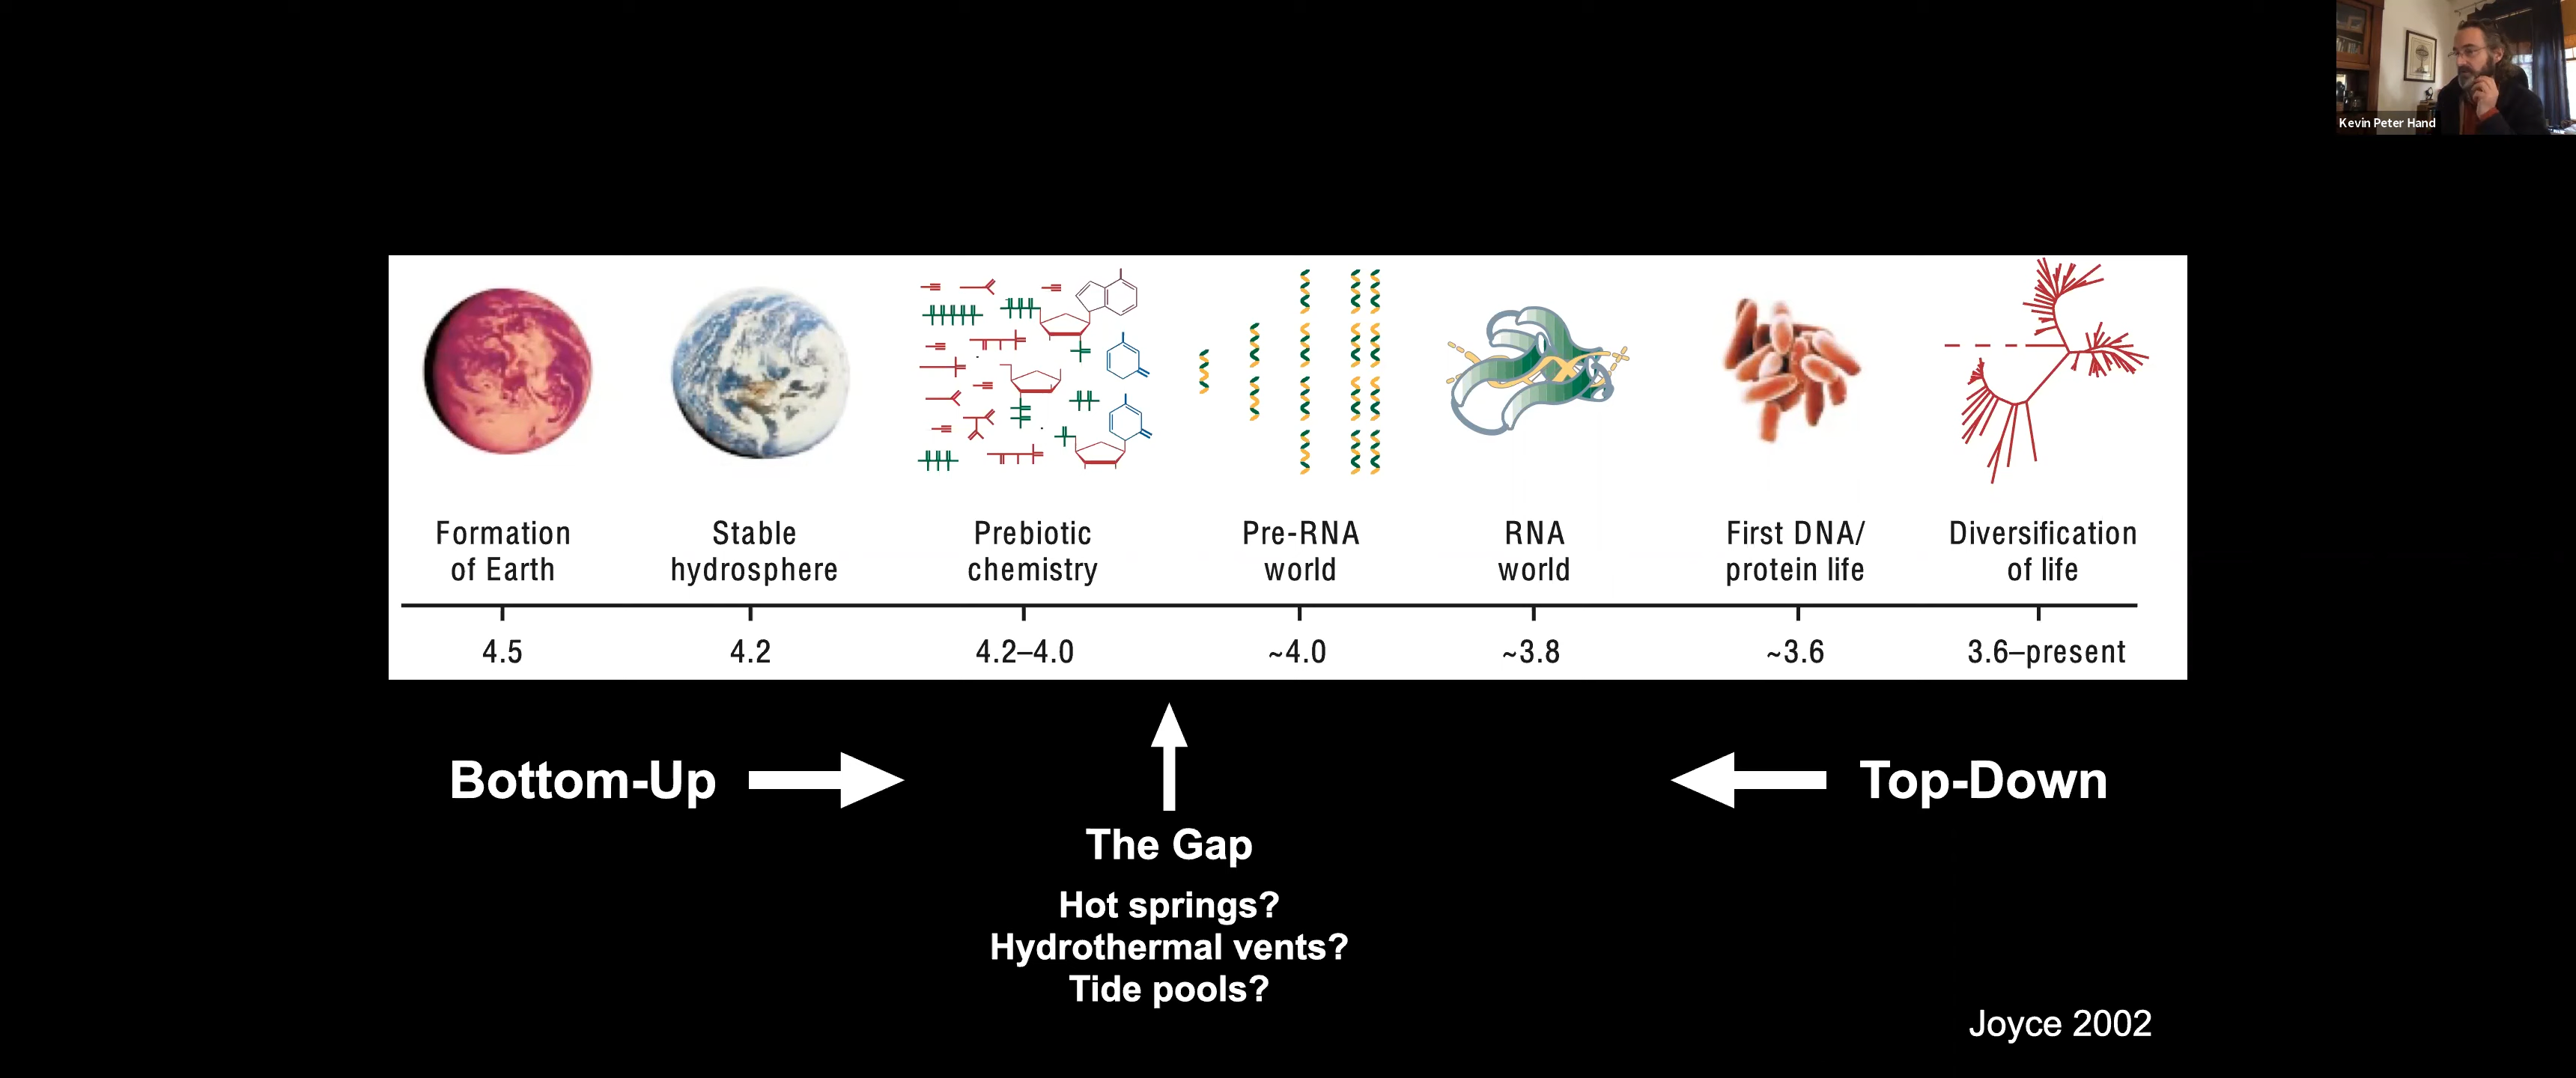 Kevin Peter Hand
Formation
of Earth
Stable
hydrosphere
Prebiotic
chemistry
Pre-RNA
world
RNA
world
First DNA/
protein life
Diversification
of life
4.5
4.2
4.2–4.0
~4.0
~3.8
~3.6
3.6–present
Bottom-Up
Top-Down
The Gap
Hot springs?
Hydrothermal vents?
Tide pools?
Joyce 2002